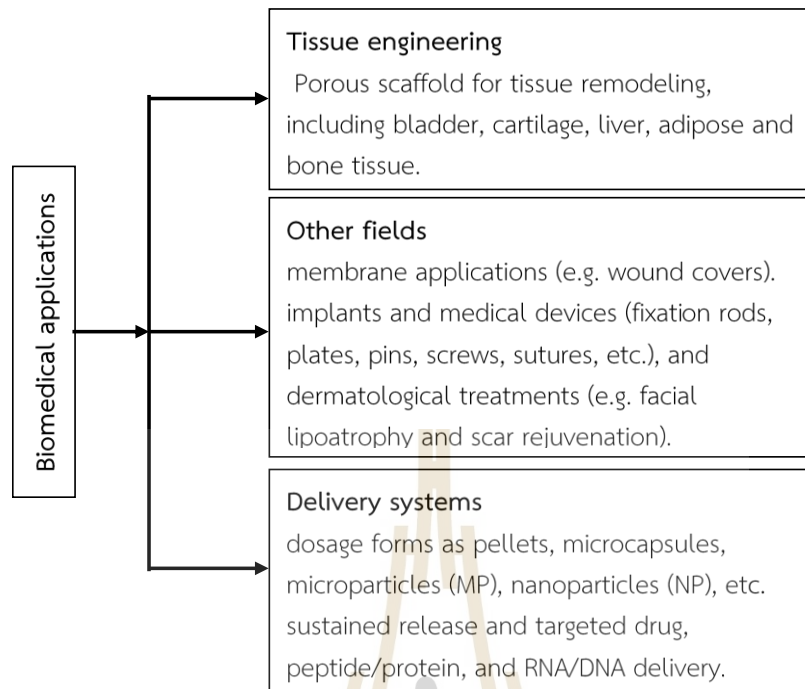 Biomedical applications
Tissue engineering
Porous scaffold for tissue remodeling,
including bladder, cartilage, liver, adipose and
bone tissue.
Other fields
membrane applications (e.g. wound covers).
implants and medical devices (fixation rods,
plates, pins, screws, sutures, etc.), and
dermatological treatments (e.g. facial
lipoatrophy and scar rejuvenation).
Delivery systems
dosage forms as pellets, microcapsules,
microparticles (MP), nanoparticles (NP), etc.
sustained release and targeted drug,
peptide/protein, and RNA/DNA delivery.